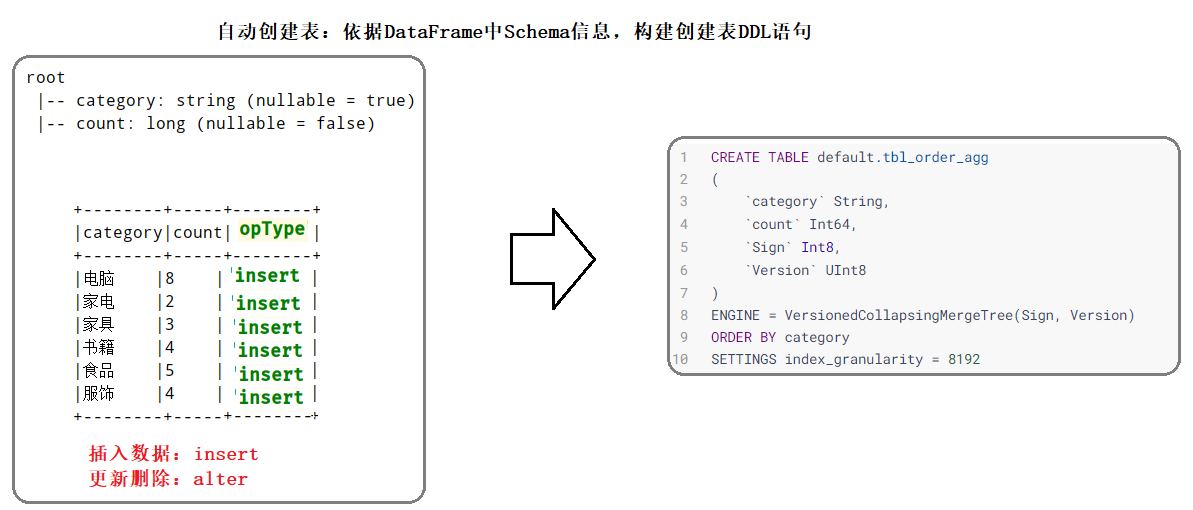 自动创建表：依据DataFrame中Schema信息，构建创建表DDL语句
root
|-- category: string (nullable = true)
|-- count: long (nullable = false)
+--------+-----+--------+
|category|count| opType |
+--------+-----+--------+
|电脑 |8 | 'insert |
|家电 |2 | 'insert |
|家具 |3 | 'insert |
|书籍 |4 | 'insert |
|食品 |5 | 'insert |
|服饰 |4 | 'insert |
+--------+-----+--------+
插入数据：insert
更新删除：alter
1 CREATE TABLE default.tbl_order_agg
2 (
3 `category` String,
4 `count` Int64,
5 `Sign` Int8,
6 `Version` UInt8
7 )
8 ENGINE = VersionedCollapsingMergeTree(Sign, Version)
9 ORDER BY category
10 SETTINGS index_granularity = 8192